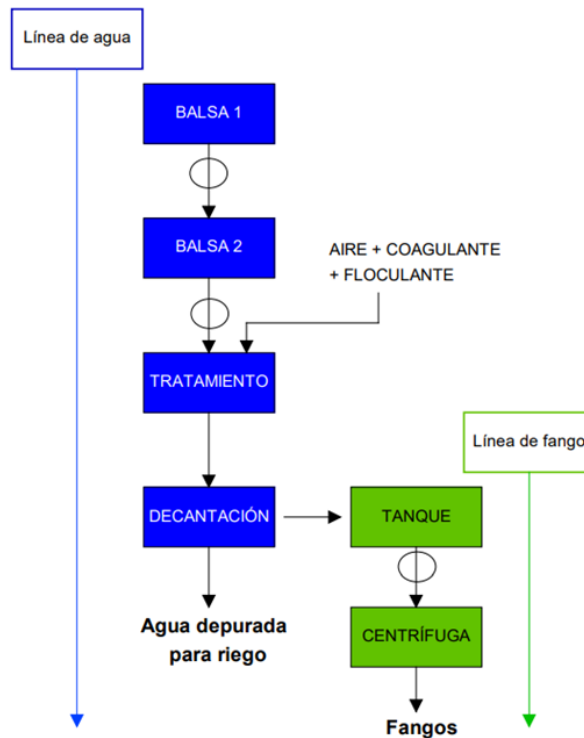 Línea de agua
BALSA 1
BALSA 2
AIRE + COAGULANTE
+ FLOCULANTE
TRATAMIENTO
Línea de fango
DECANTACIÓN
TANQUE
Agua depurada
para riego
CENTRÍFUGA
Fangos